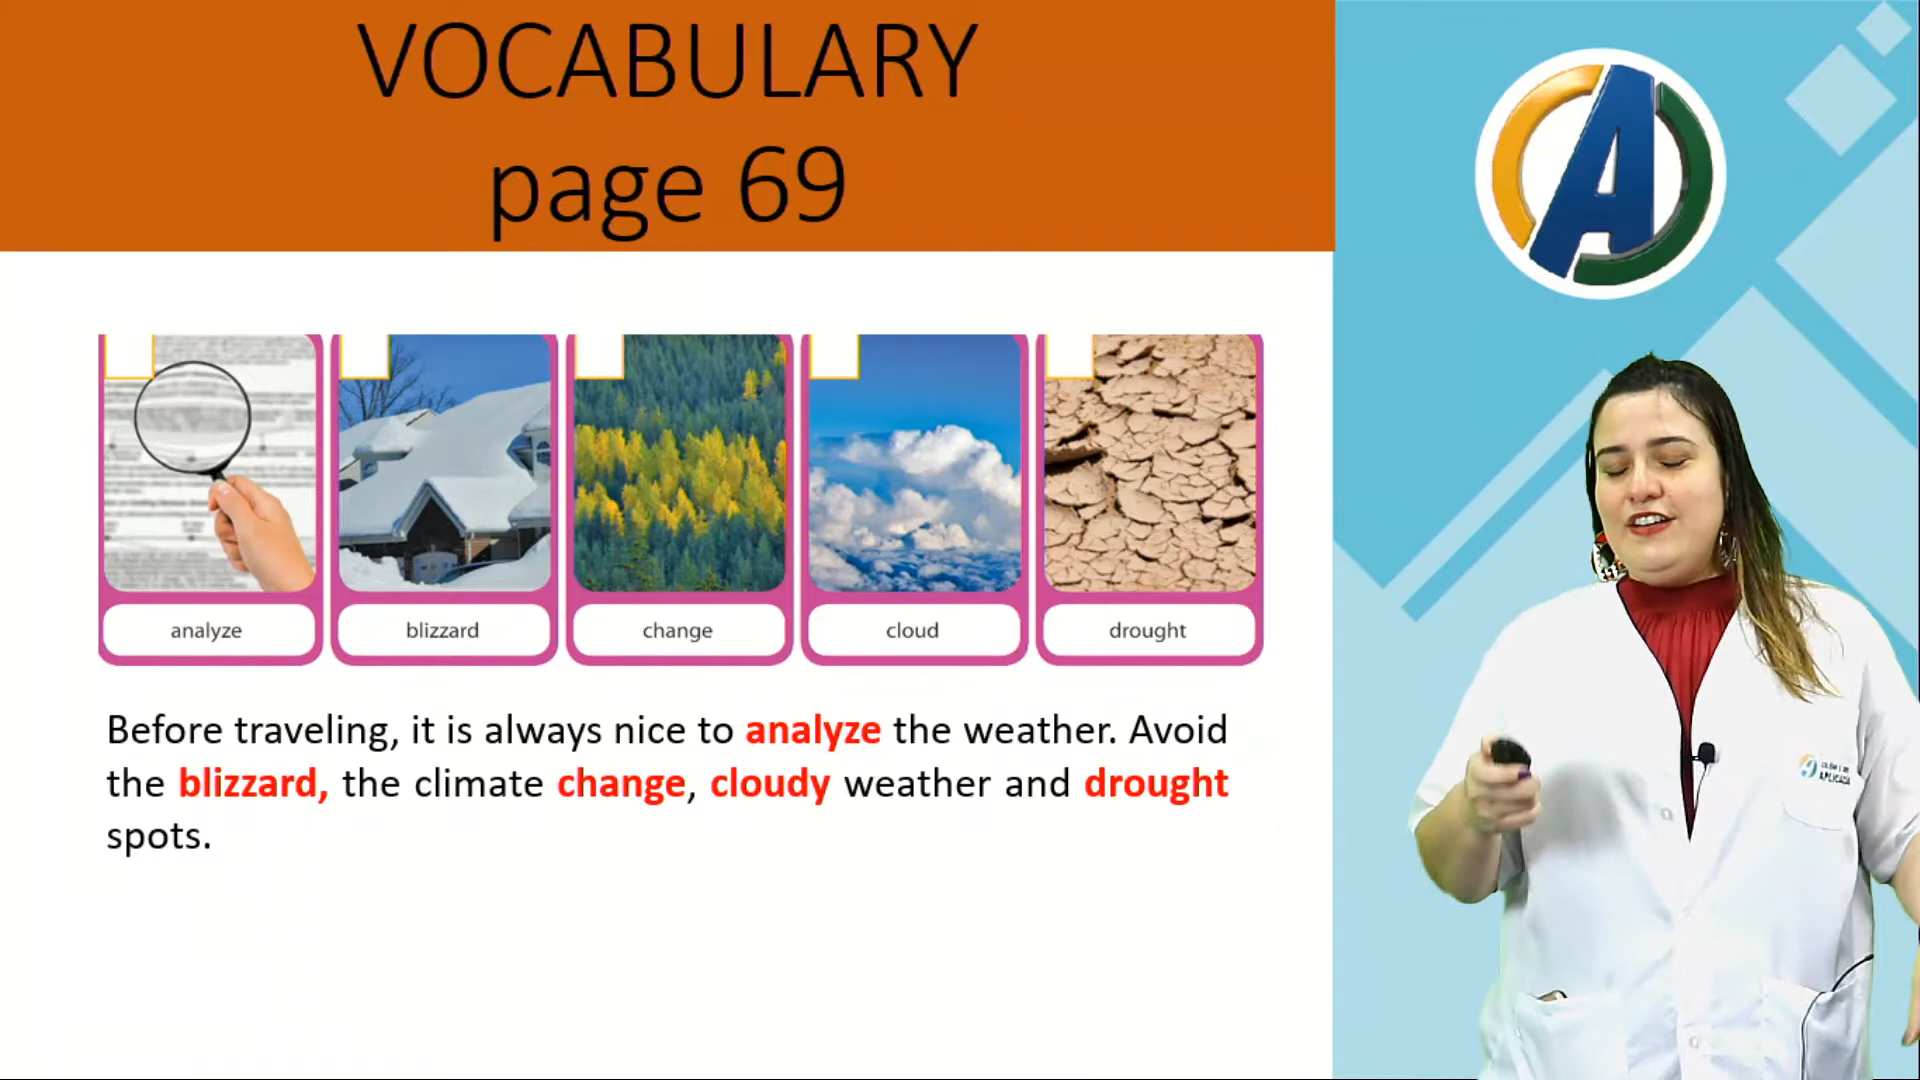 VOCABULARY
page 69
analyze
blizzard
change
cloud
drought
Before traveling, it is always nice to analyze the weather. Avoid
the blizzard, the climate change, cloudy weather and drought
spots.
A
APLICAÇÃO